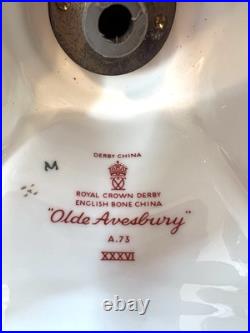 DERBY CHINA
M
ROYAL CROWN DERBY
ENGLISH BONE CHINA
"Olde Avesbury"
A.73
XXXVI